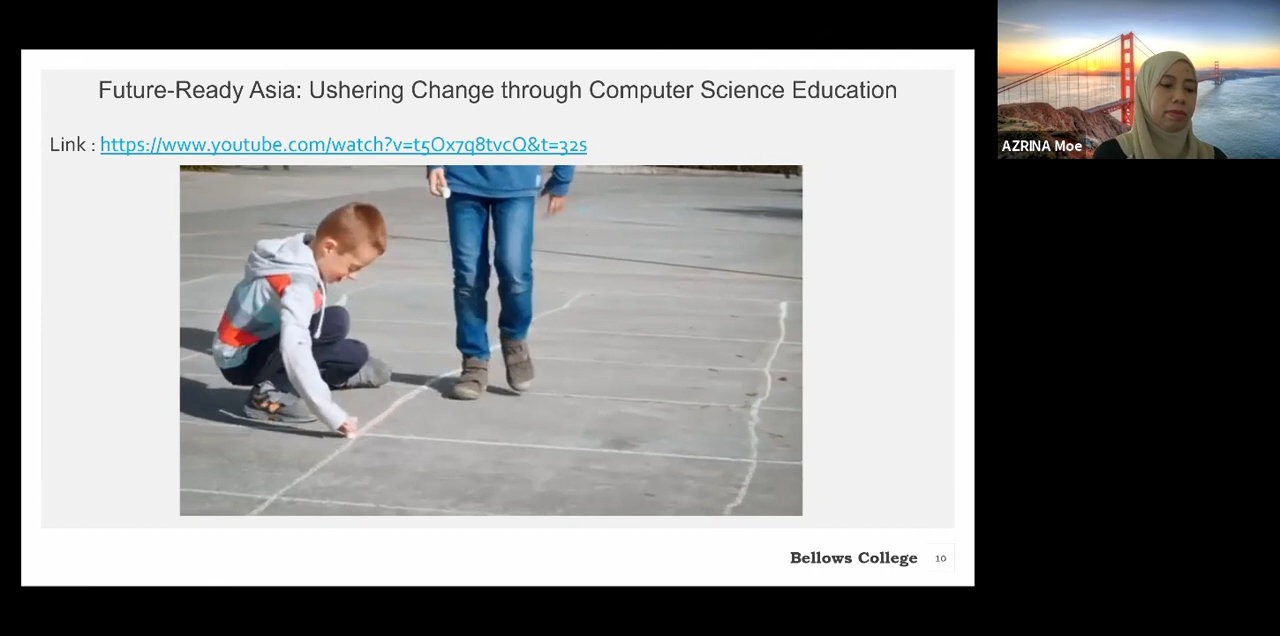 Future-Ready Asia: Ushering Change through Computer Science Education
Link : https://www.youtube.com/watch?v=t5Ox7q8tvcQ&t=32s
AZRINA Moe
Bellows College 10